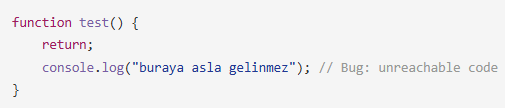 function test() {
    return;
    console.log("buraya asla gelinmez"); // Bug: unreachable code
}